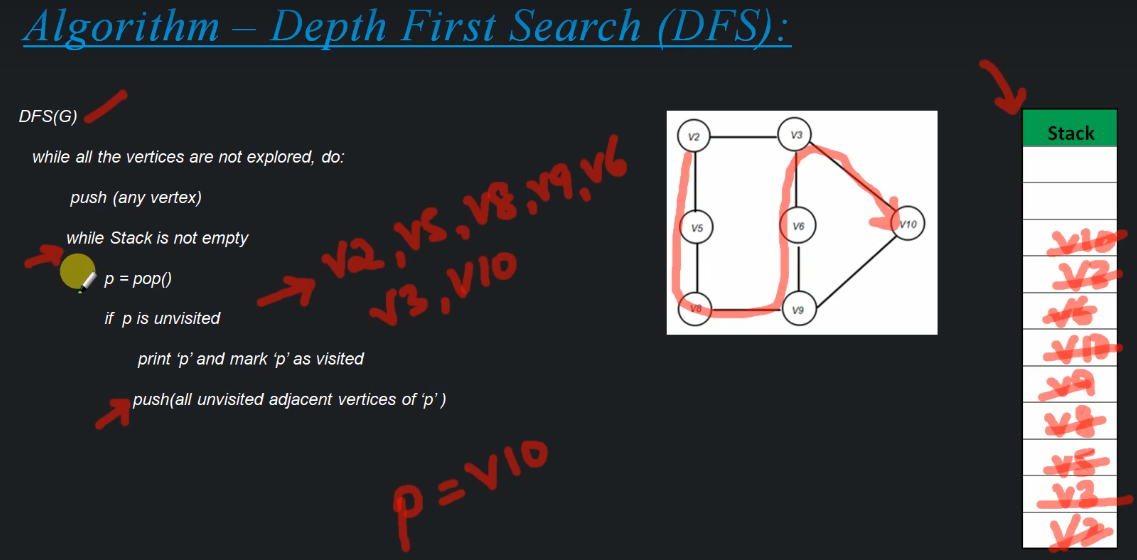 Algorithm – Depth First Search (DFS):
DFS(G)
while all the vertices are not explored, do:
push (any vertex)
while Stack is not empty
p = pop()
if p is unvisited
print ‘p’ and mark ‘p’ as visited
push(all unvisited adjacent vertices of ‘p’ )
V2, V5, V8, V9, V6
V3, V10
p = V10
V2
V3
V5
V6
V10
V8
V9
Stack
V10
V3
V6
V10
V9
V8
V5
V3
V2